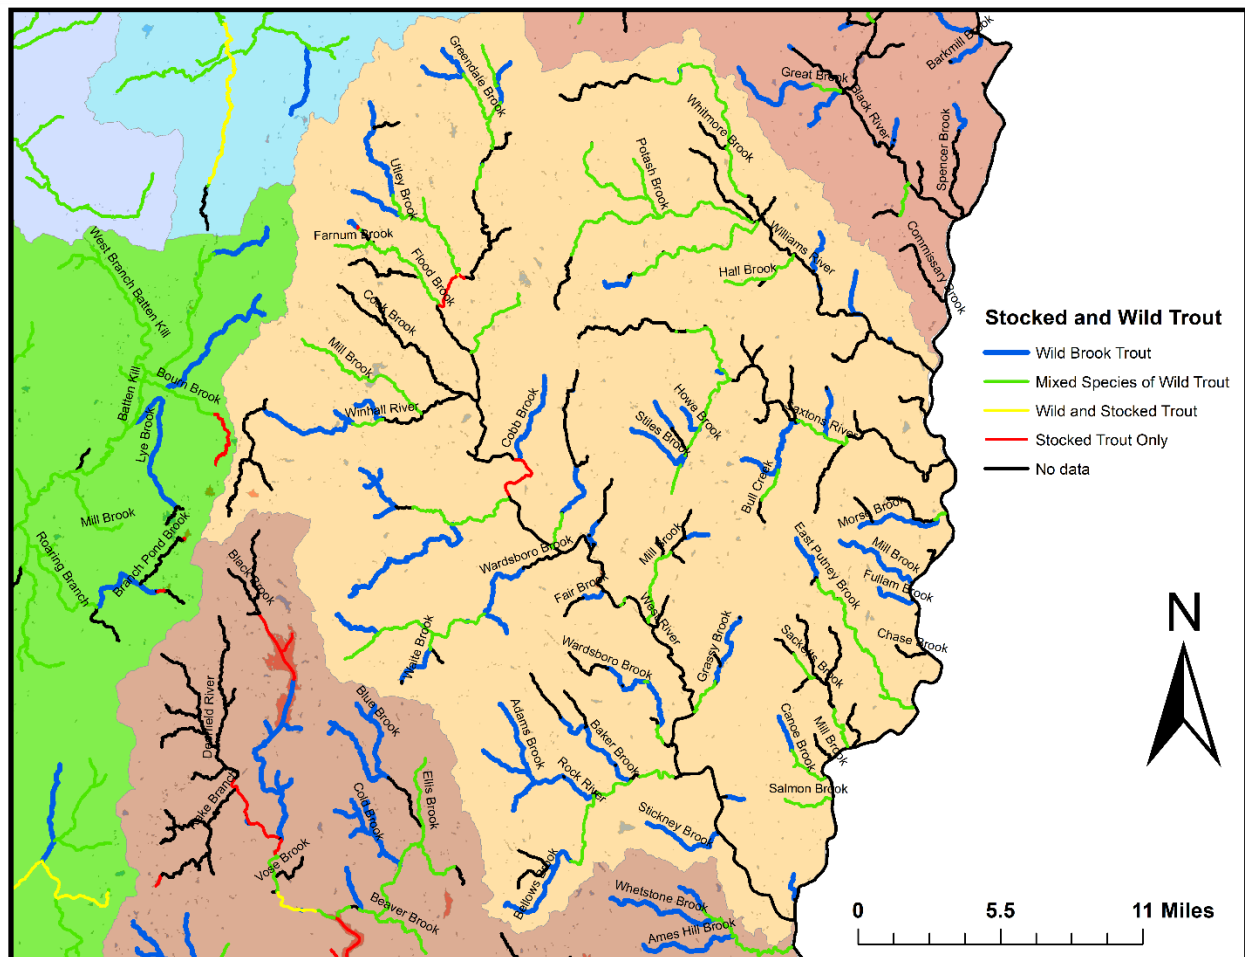 Greendale Brook
Barkmill Brook
Great Brook
Black River
Whitmore Brook
Spencer Brook
Potash Brook
Utley Brook
Farnum Brook
Flood Brook
Williams River
Hall Brook
Commissary Brook
West Branch Batten Kill
Cook Brook
Mill Brook
Bourn Brook
Batten Kill
Lye Brook
Winhall River
Cobb Brook
Howe Brook
Stiles Brook
Saxtons River
Bull Creek
Mill Brook
Branch Pond Brook
Roaring Branch
Morse Brook
Mill Brook
Fullam Brook
East Putney Brook
Chase Brook
Wardsboro Brook
Mill Brook
Fair Brook
West River
Black Brook
Waite Brook
Wardsboro Brook
Grassy Brook
Sackets Brook
Deerfield River
Blue Brook
Adams Brook
Baker Brook
Rock River
Canoe Brook
Mill Brook
Salmon Brook
Rake Branch
Ellis Brook
Cold Brook
Stickney Brook
Vose Brook
Bellows Brook
Beaver Brook
Whetstone Brook
Ames Hill Brook
Stocked and Wild Trout
Wild Brook Trout
Mixed Species of Wild Trout
Wild and Stocked Trout
Stocked Trout Only
No data
N
0 5.5 11 Miles